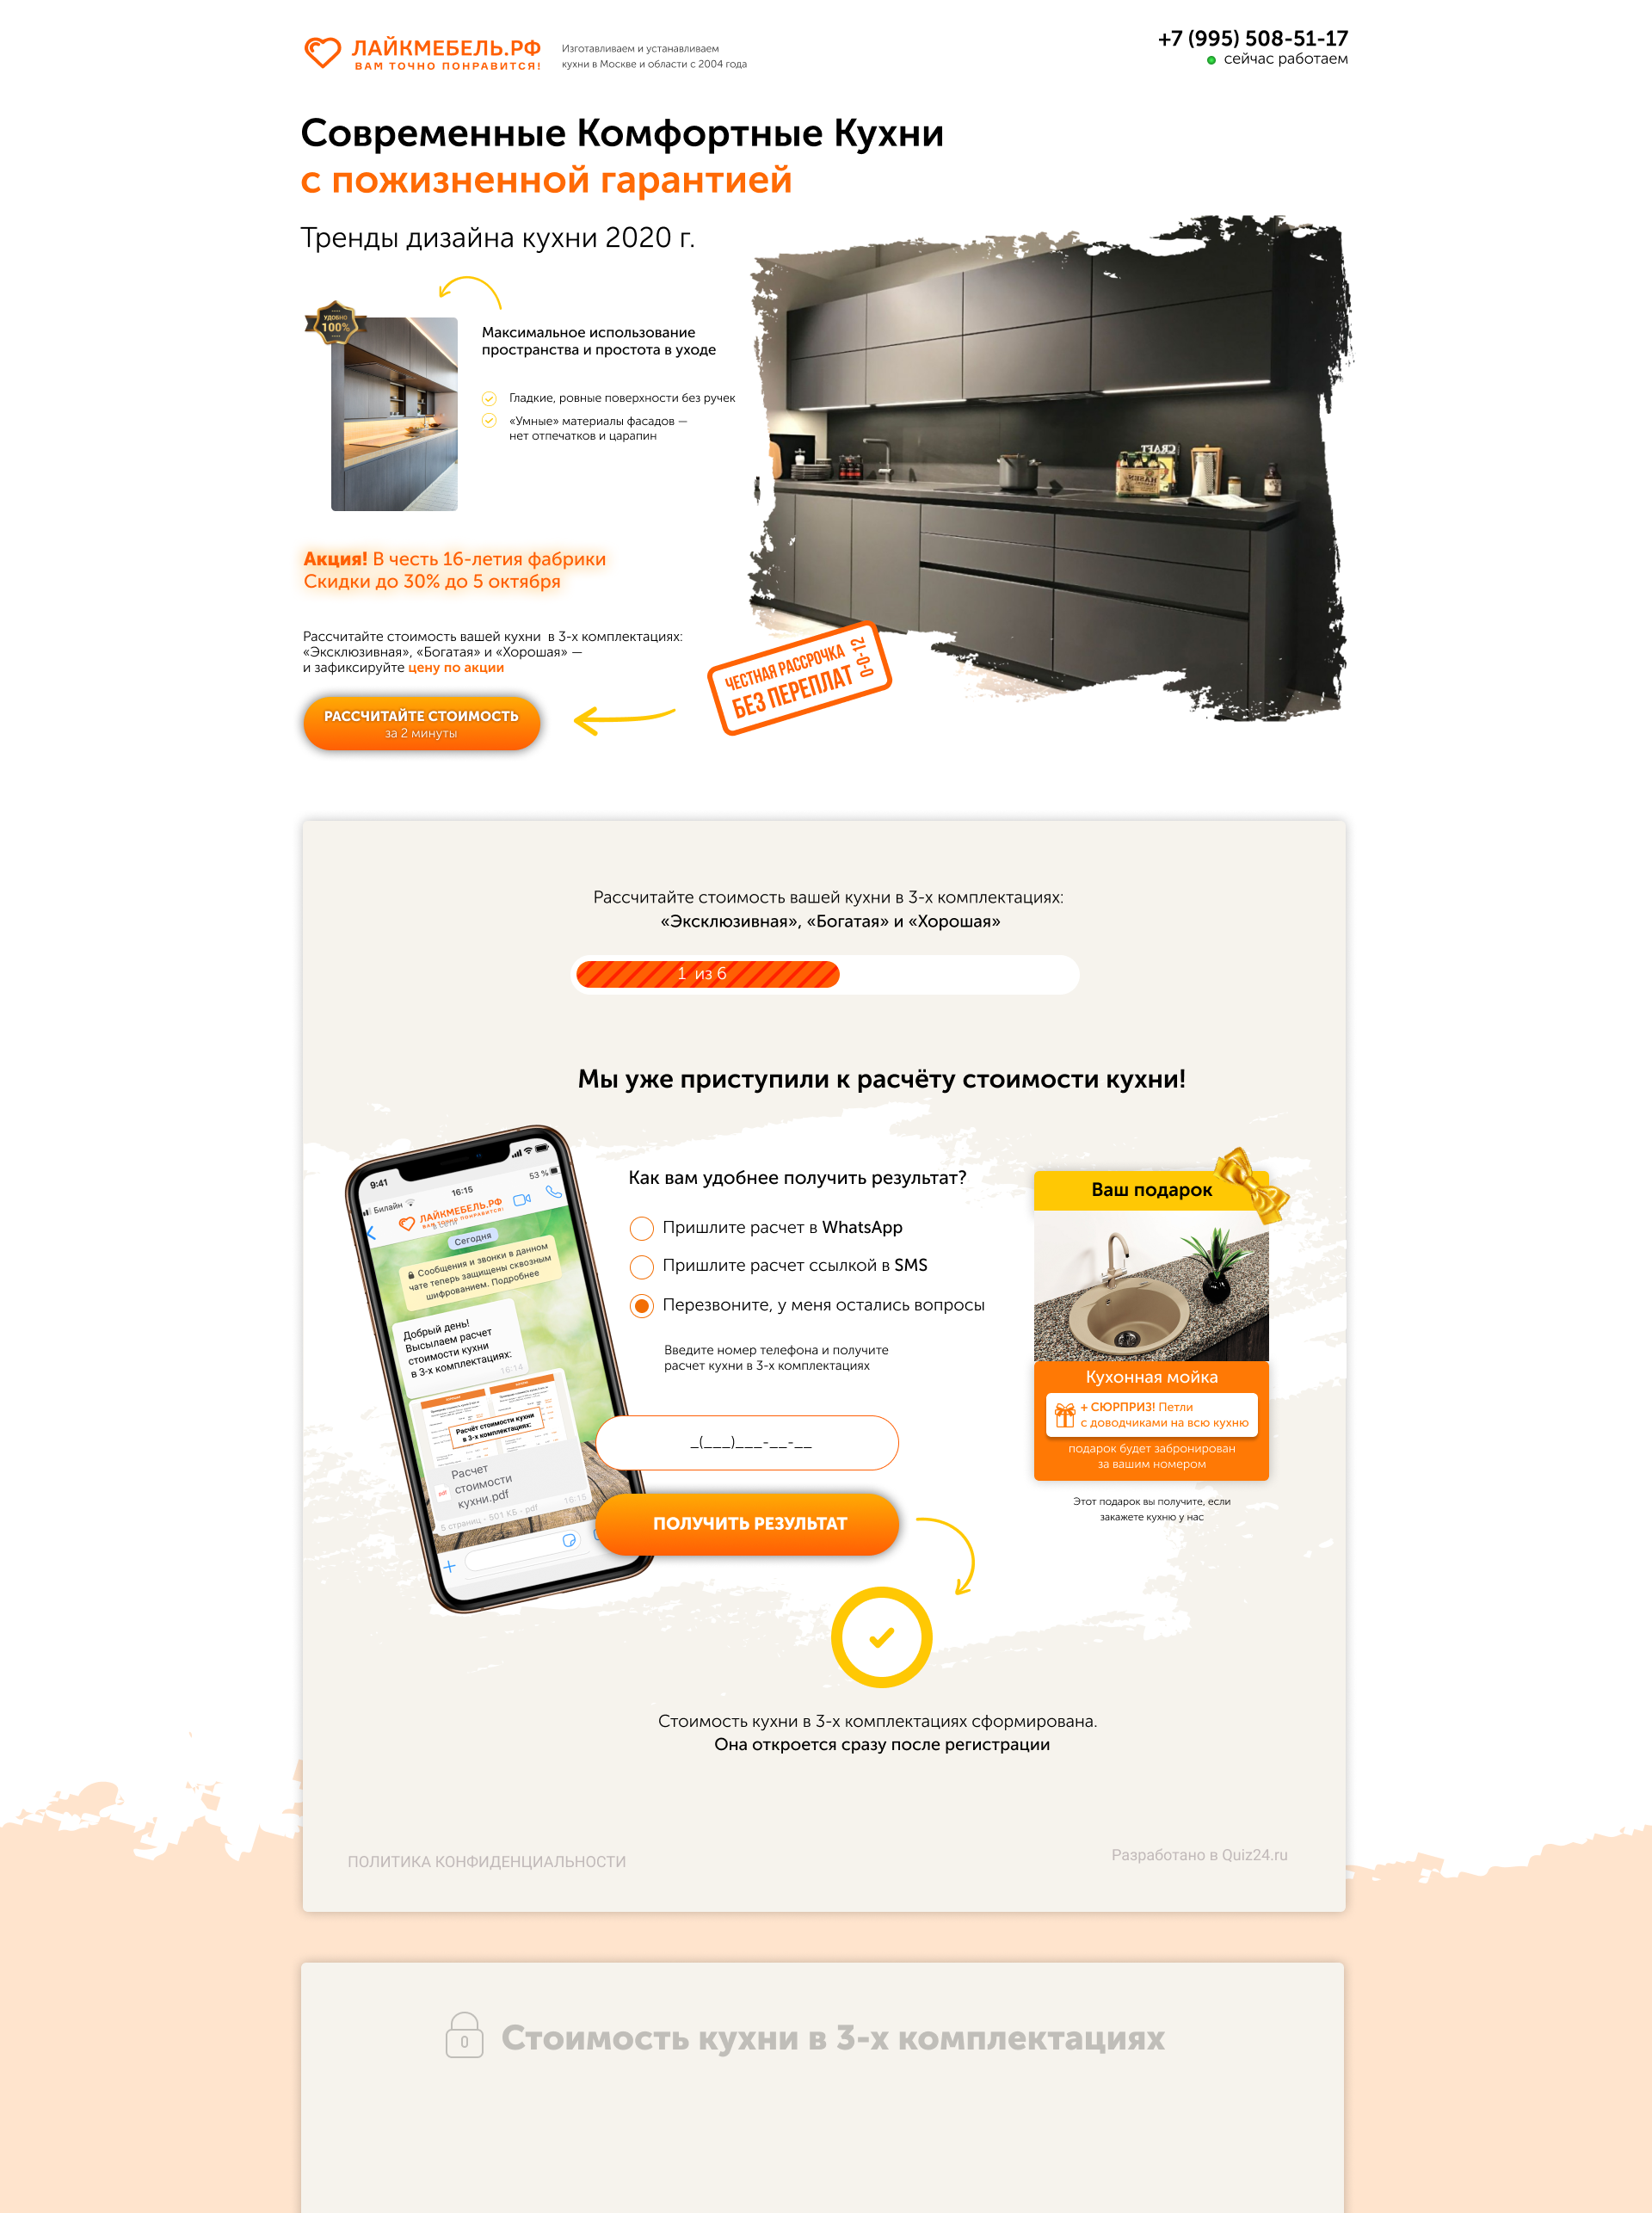 ЛАЙКМЕБЕЛЬ.РФ
ВАМ ТОЧНО ПОНРАВИТСЯ!
Изготавливаем и устанавливаем
кухни в Москве и области с 2004 года
+7 (995) 508-51-17
сейчас работаем
Современные Комфортные Кухни
с пожизненной гарантией
Тренды дизайна кухни 2020 г.
УДОБНО
100%
Максимальное использование
пространства и простота в уходе
Гладкие, ровные поверхности без ручек
«Умные» материалы фасадов —
нет отпечатков и царапин
CRAFT
Акция! В честь 16-летия фабрики
Скидки до 30% до 5 октября
Рассчитайте стоимость вашей кухни в 3-х комплектациях:
«Эксклюзивная», «Богатая» и «Хорошая» —
и зафиксируйте цену по акции
РАССЧИТАЙТЕ СТОИМОСТЬ
за 2 минуты
ЧЕСТНАЯ РАССРОЧКА
БЕЗ ПЕРЕПЛАТ
0-0-12
Рассчитайте стоимость вашей кухни в 3-х комплектациях:
«Эксклюзивная», «Богатая» и «Хорошая»
1 из 6
Мы уже приступили к расчёту стоимости кухни!
9:41
Билайн
16:15
53 %
ЛАЙКМЕБЕЛЬ.РФ
ВАМ ТОЧНО ПОНРАВИТСЯ!
в сети
Сегодня
Сообщения и звонки в данном
чате теперь защищены сквозным
шифрованием. Подробнее
Добрый день!
Высылаем расчет
стоимости кухни
в 3-х комплектациях:
16:14
Расчёт стоимости кухни
в 3-х комплектациях:
Расчет
стоимости
кухни.pdf
5 страниц - 501 КБ - pdf
16:15
Как вам удобнее получить результат?
Пришлите расчет в WhatsApp
Пришлите расчет ссылкой в SMS
Перезвоните, у меня остались вопросы
Введите номер телефона и получите
расчет кухни в 3-х комплектациях
_(___)___-__-__
ПОЛУЧИТЬ РЕЗУЛЬТАТ
Ваш подарок
Кухонная мойка
+ СЮРПРИЗ! Петли
с доводчиками на всю кухню
подарок будет забронирован
за вашим номером
Этот подарок вы получите, если
закажете кухню у нас
Стоимость кухни в 3-х комплектациях сформирована.
Она откроется сразу после регистрации
ПОЛИТИКА КОНФИДЕНЦИАЛЬНОСТИ
Разработано в Quiz24.ru
Стоимость кухни в 3-х комплектациях